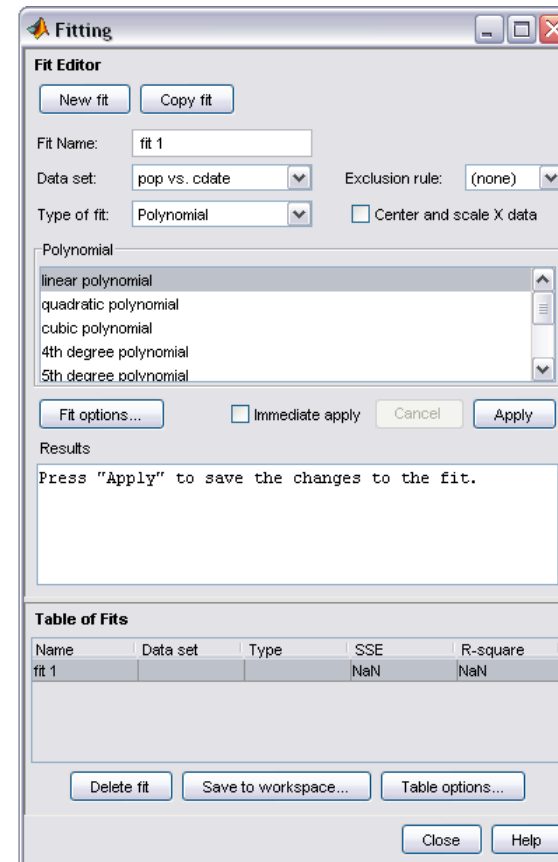 Fitting
Fit Editor
New fit Copy fit
Fit Name: fit 1
Data set: pop vs. cdate Exclusion rule: (none)
Type of fit: Polynomial Center and scale X data
Polynomial
linear polynomial
quadratic polynomial
cubic polynomial
4th degree polynomial
5th degree polynomial
Fit options... Immediate apply Cancel Apply
Results
Press "Apply" to save the changes to the fit.
Table of Fits
Name Data set Type SSE R-square
fit 1 NaN NaN
Delete fit Save to workspace... Table options...
Close Help